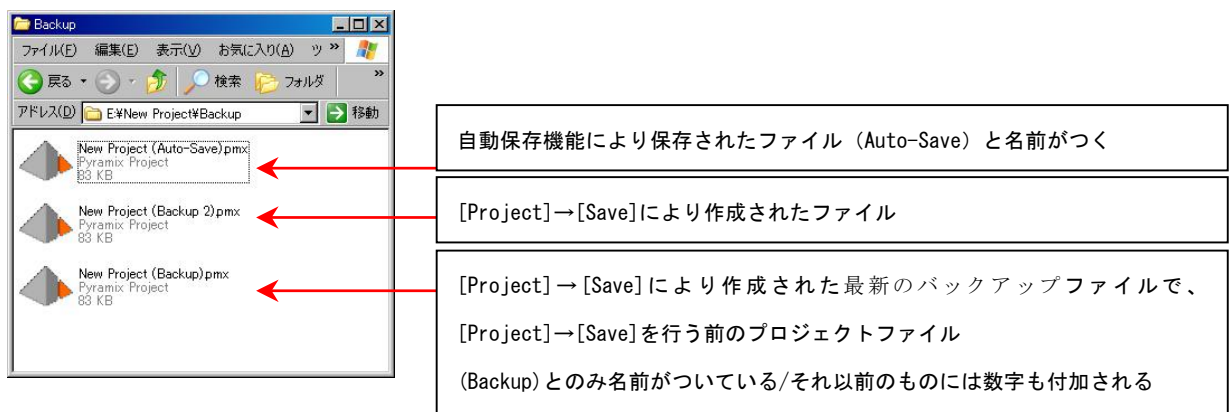 Backup
ファイル(F) 編集(E) 表示(V) お気に入り(A) ツ »
戻る 検索 フォルダ »
アドレス(D) E:¥New Project¥Backup 移動
New Project (Auto-Save).pmx
Pyramix Project
83 KB
New Project (Backup 2).pmx
Pyramix Project
83 KB
New Project (Backup).pmx
Pyramix Project
83 KB
自動保存機能により保存されたファイル（Auto-Save）と名前がつく
[Project]→[Save]により作成されたファイル
[Project]→[Save]により作成された最新のバックアップファイルで、
[Project]→[Save]を行う前のプロジェクトファイル
(Backup)とのみ名前がついている/それ以前のものには数字も付加される